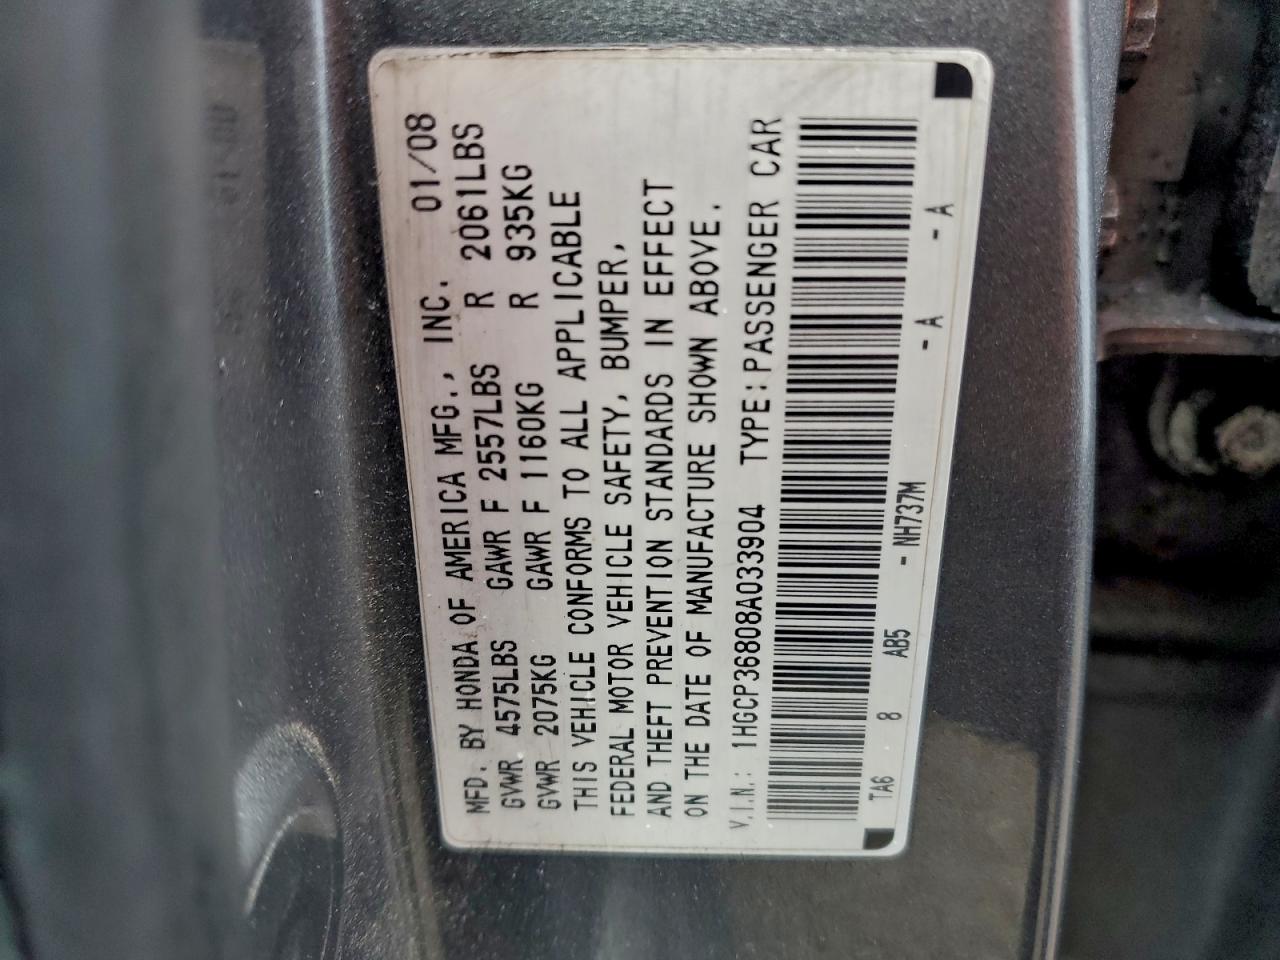 MFD. BY HONDA OF AMERICA MFG., INC. 01/08
GVWR 4575LBS GAWR F 2557LBS R 2061LBS
GVWR 2075KG GAWR F 1160KG R 935KG
THIS VEHICLE CONFORMS TO ALL APPLICABLE
FEDERAL MOTOR VEHICLE SAFETY, BUMPER,
AND THEFT PREVENTION STANDARDS IN EFFECT
ON THE DATE OF MANUFACTURE SHOWN ABOVE.
V.I.N.: 1HGCP36808A033904 TYPE:PASSENGER CAR
TA6 8 AB5 - NH737M - A - A